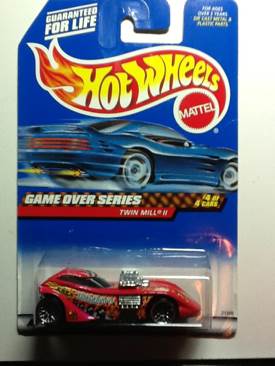 GUARANTEED
FOR LIFE
FOR AGES
OVER 3 YEARS
DIE CAST METAL &
PLASTIC PARTS
Hot Wheels
MATTEL
GAME OVER SERIES
#4 OF
4 CARS
TWIN MILL II